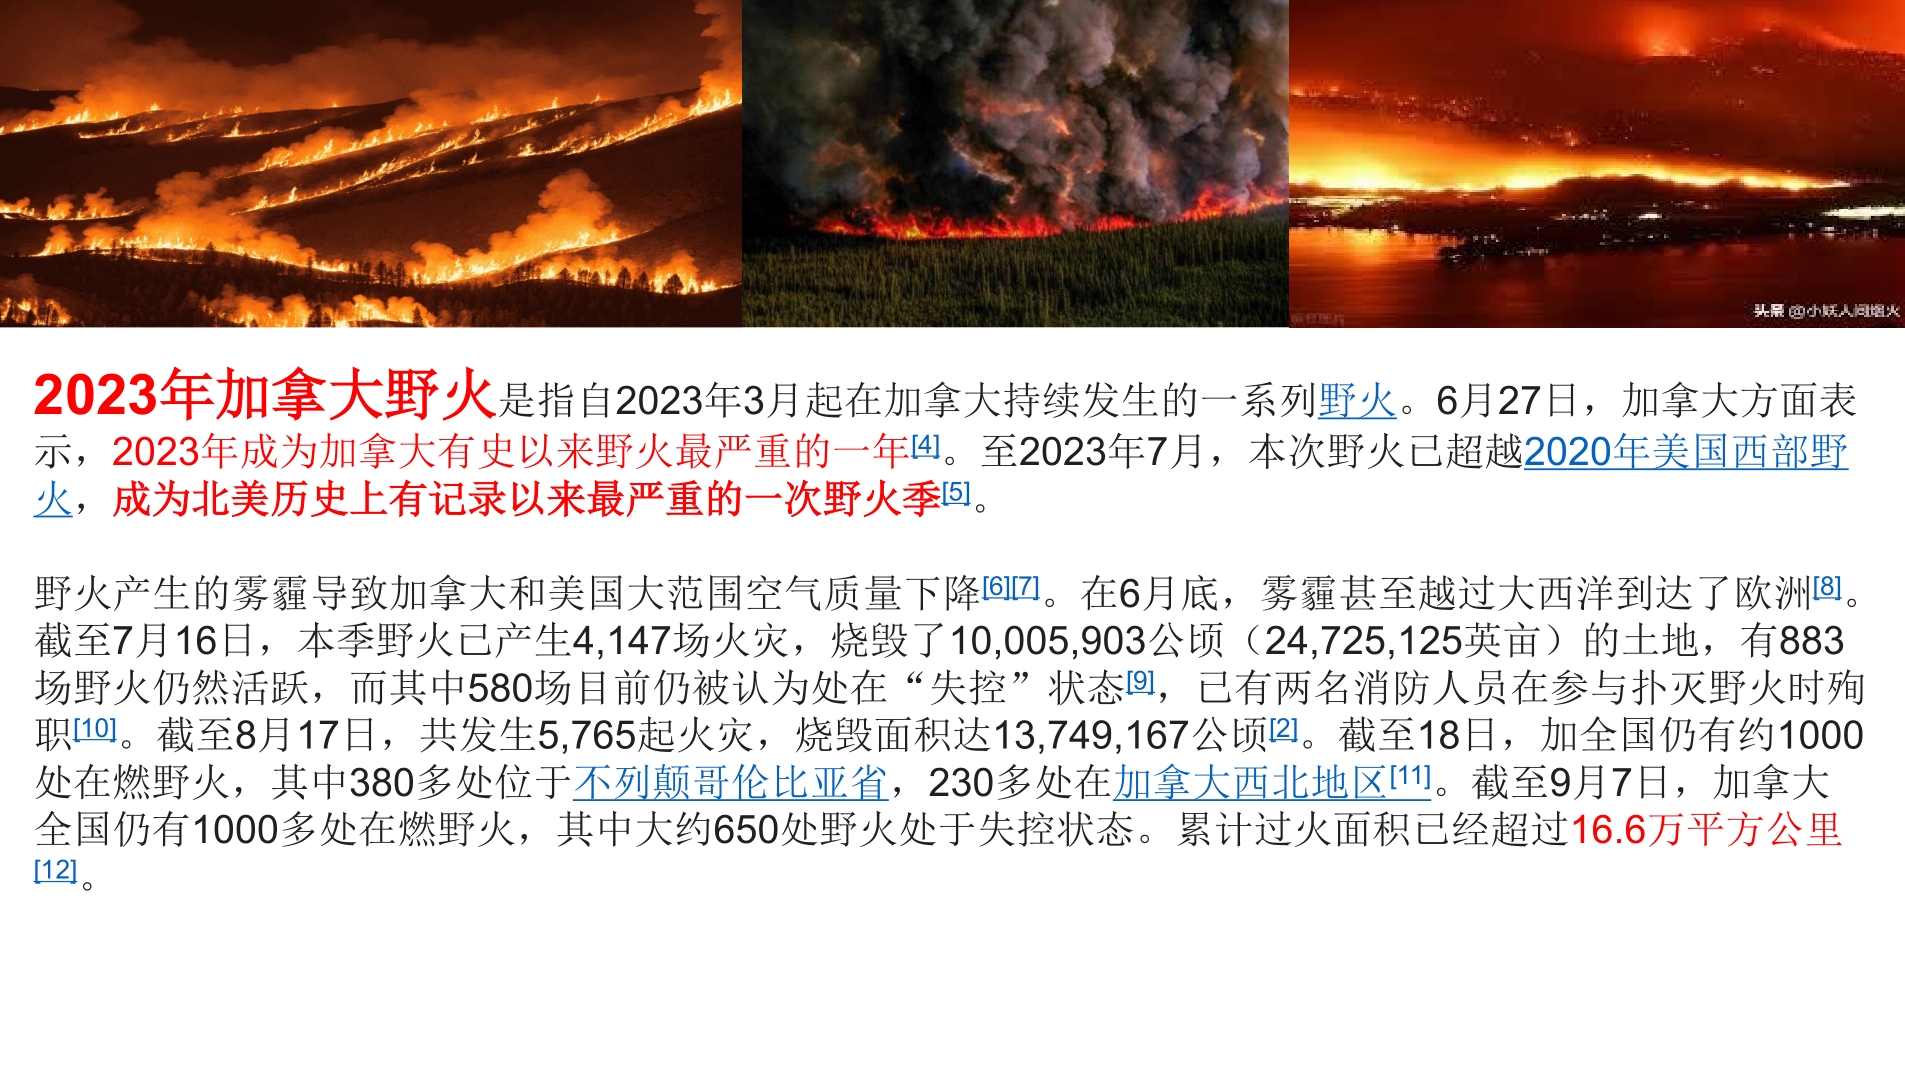 头条 @小妖人间烟火
2023年加拿大野火是指自2023年3月起在加拿大持续发生的一系列野火。6月27日，加拿大方面表
示，2023年成为加拿大有史以来野火最严重的一年[4]。至2023年7月，本次野火已超越2020年美国西部野
火，成为北美历史上有记录以来最严重的一次野火季[5]。
野火产生的雾霾导致加拿大和美国大范围空气质量下降[6][7]。在6月底，雾霾甚至越过大西洋到达了欧洲[8]。
截至7月16日，本季野火已产生4,147场火灾，烧毁了10,005,903公顷（24,725,125英亩）的土地，有883
场野火仍然活跃，而其中580场目前仍被认为处在“失控”状态[9]，已有两名消防人员在参与扑灭野火时殉
职[10]。截至8月17日，共发生5,765起火灾，烧毁面积达13,749,167公顷[2]。截至18日，加全国仍有约1000
处在燃野火，其中380多处位于不列颠哥伦比亚省，230多处在加拿大西北地区[11]。截至9月7日，加拿大
全国仍有1000多处在燃野火，其中大约650处野火处于失控状态。累计过火面积已经超过16.6万平方公里
[12]。